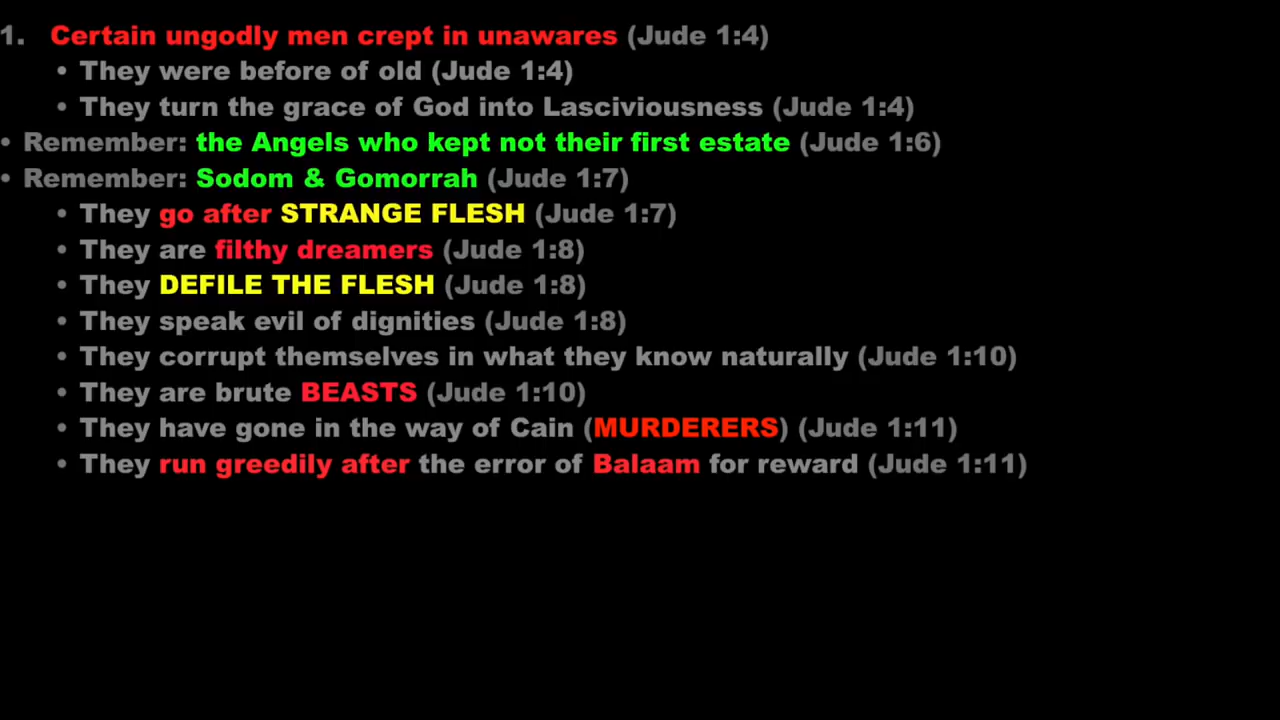 1. Certain ungodly men crept in unawares (Jude 1:4)
• They were before of old (Jude 1:4)
• They turn the grace of God into Lasciviousness (Jude 1:4)
• Remember: the Angels who kept not their first estate (Jude 1:6)
• Remember: Sodom & Gomorrah (Jude 1:7)
• They go after STRANGE FLESH (Jude 1:7)
• They are filthy dreamers (Jude 1:8)
• They DEFILE THE FLESH (Jude 1:8)
• They speak evil of dignities (Jude 1:8)
• They corrupt themselves in what they know naturally (Jude 1:10)
• They are brute BEASTS (Jude 1:10)
• They have gone in the way of Cain (MURDERERS) (Jude 1:11)
• They run greedily after the error of Balaam for reward (Jude 1:11)